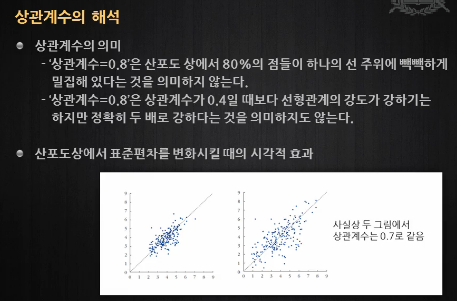 상관계수의 해석
● 상관계수의 의미
- '상관계수=0.8'은 산포도 상에서 80%의 점들이 하나의 선 주위에 빽빽하게
밀집해 있다는 것을 의미하지 않는다.
- '상관계수=0.8'은 상관계수가 0.4일 때보다 선형관계의 강도가 강하기는
하지만 정확히 두 배로 강하다는 것을 의미하지도 않는다.
● 산포도상에서 표준편차를 변화시킬 때의 시각적 효과
사실상 두 그림에서
상관계수는 0.7로 같음